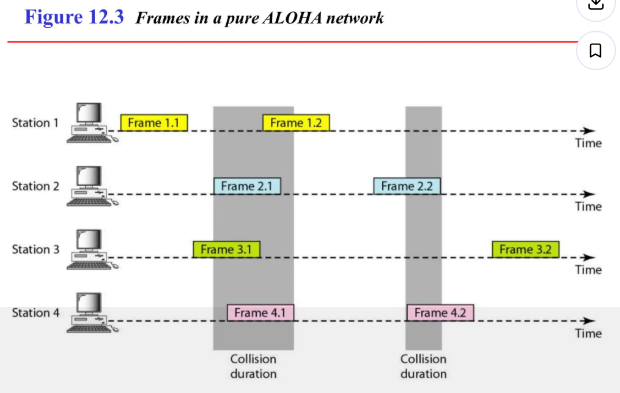 Figure 12.3 Frames in a pure ALOHA network
Station 1
Frame 1.1
Frame 1.2
Time
Station 2
Frame 2.1
Frame 2.2
Time
Station 3
Frame 3.1
Frame 3.2
Time
Station 4
Frame 4.1
Frame 4.2
Time
Collision
duration
Collision
duration